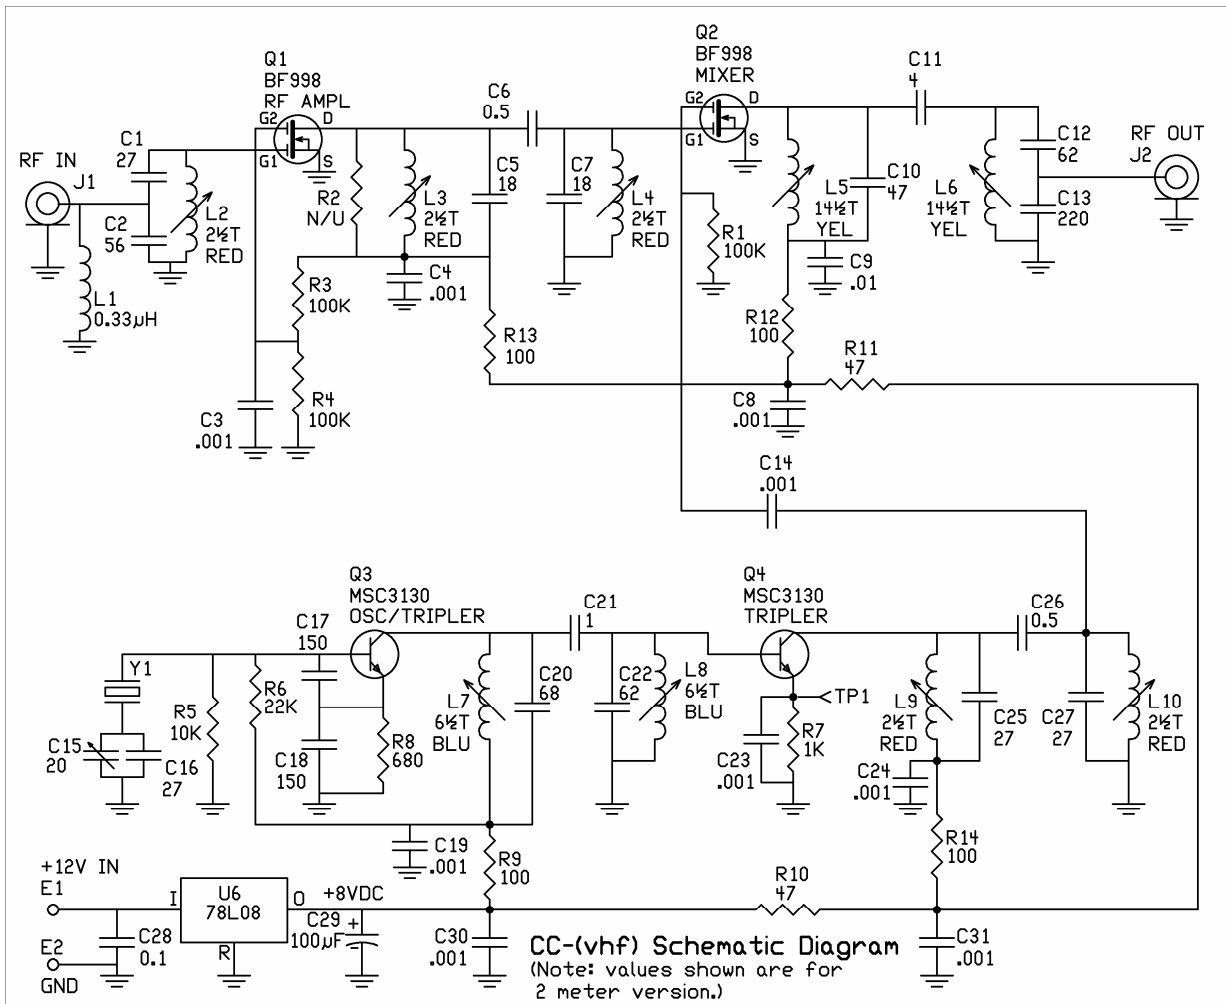 Q1
BF998
RF AMPL
G2
D
G1
S
Q2
BF998
MIXER
G2
D
G1
S
C11
4
C6
0.5
C1
27
RF IN
J1
C2
56
L2
2½T
RED
L1
0.33µH
R2
N/U
L3
2½T
RED
C5
18
C7
18
L4
2½T
RED
C4
.001
R1
100K
L5
14½T
YEL
C10
47
C9
.01
L6
14½T
YEL
C12
62
C13
220
RF OUT
J2
R3
100K
R4
100K
C3
.001
R13
100
R12
100
R11
47
C8
.001
C14
.001
Q3
MSC3130
OSC/TRIPLER
C17
150
Y1
R5
10K
R6
22K
C15
20
C16
27
C18
150
R8
680
L7
6½T
BLU
C20
68
C21
1
C22
62
L8
6½T
BLU
Q4
MSC3130
TRIPLER
TP1
C23
.001
R7
1K
L9
2½T
RED
C25
27
C26
0.5
C27
27
L10
2½T
RED
C24
.001
R14
100
C19
.001
R9
100
+12V IN
E1
I
U6
78L08
O
R
+8VDC
C29
100µF
+
-
C28
0.1
E2
GND
C30
.001
R10
47
C31
.001
CC-(vhf) Schematic Diagram
(Note: values shown are for
2 meter version.)